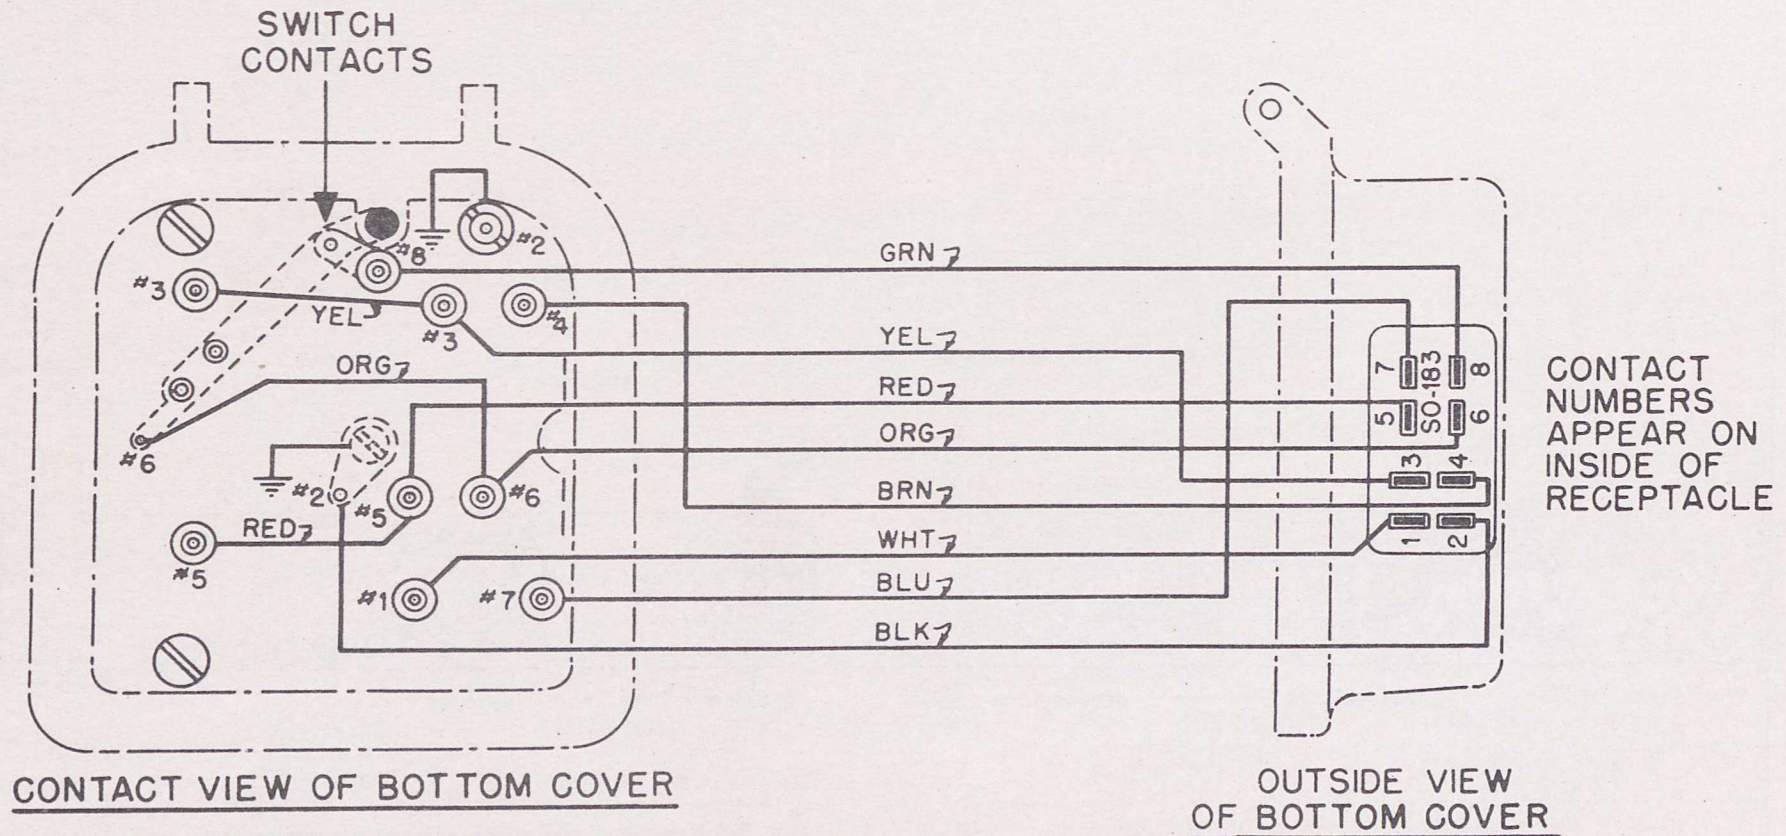 SWITCH
CONTACTS
#8
#2
#3
YEL
#3
#4
ORG
#6
#2
#5
#6
RED
#5
#1
#7
GRN
YEL
RED
ORG
BRN
WHT
BLU
BLK
7
8
SO-183
5
6
3
4
1
2
CONTACT
NUMBERS
APPEAR ON
INSIDE OF
RECEPTACLE
CONTACT VIEW OF BOTTOM COVER
OUTSIDE VIEW
OF BOTTOM COVER